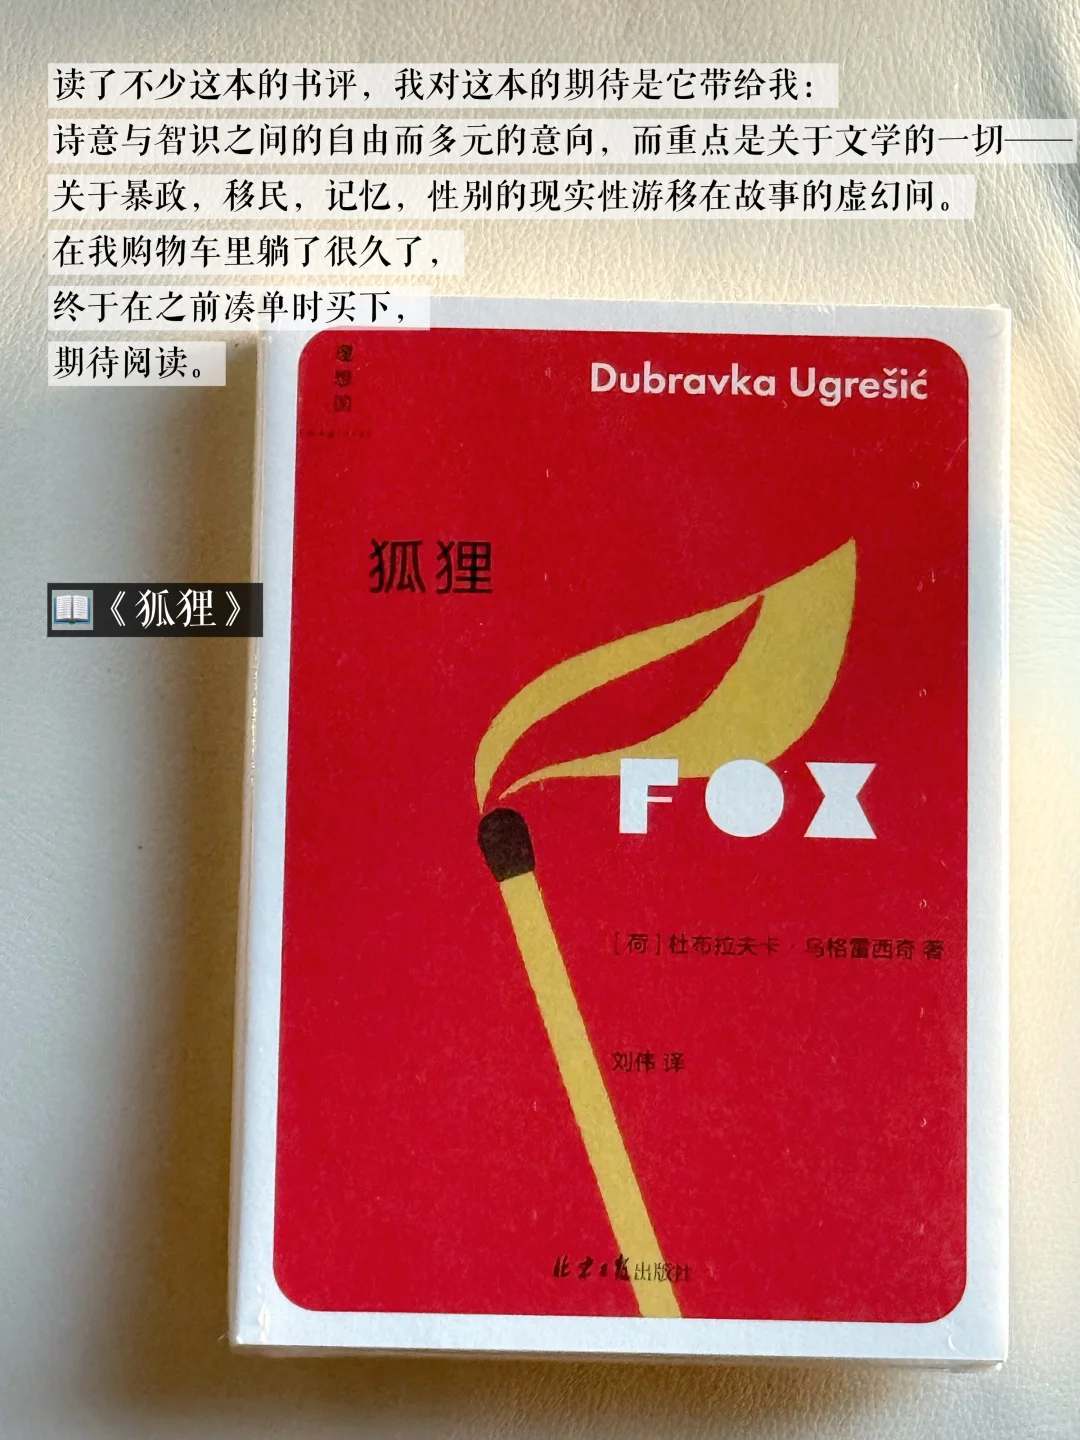 读了不少这本的书评，我对这本的期待是它带给我：
诗意与智识之间的自由而多元的意向，而重点是关于文学的一切——
关于暴政，移民，记忆，性别的现实性游移在故事的虚幻间。
在我购物车里躺了很久了，
终于在之前凑单时买下，
期待阅读。
Dubravka Ugrešić
狐狸
📖《狐狸》
FOX
［荷］杜布拉夫卡·乌格雷西奇 著
刘伟 译
北京日报出版社